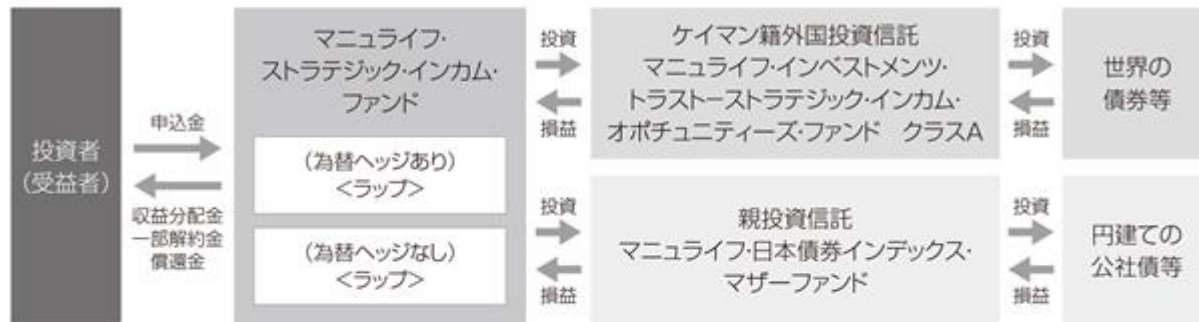 投資者
(受益者)
申込金
収益分配金
一部解約金
償還金
マニュライフ・
ストラテジック・インカム・
ファンド
(為替ヘッジあり)
<ラップ>
(為替ヘッジなし)
<ラップ>
投資
損益
ケイマン籍外国投資信託
マニュライフ・インベストメンツ・
トラストーストラテジック・インカム・
オポチュニティーズ・ファンド　クラスA
投資
損益
世界の
債券等
投資
損益
親投資信託
マニュライフ・日本債券インデックス・
マザーファンド
投資
損益
円建ての
公社債等